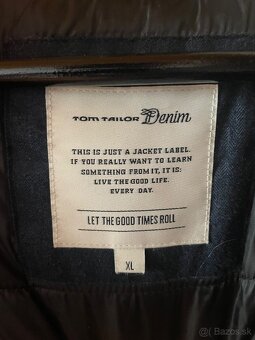 TOM TAILOR Denim
THIS IS JUST A JACKET LABEL.
IF YOU REALLY WANT TO LEARN
SOMETHING FROM IT, IT IS:
LIVE THE GOOD LIFE.
EVERY DAY.
LET THE GOOD TIMES ROLL
XL
Bazos.sk